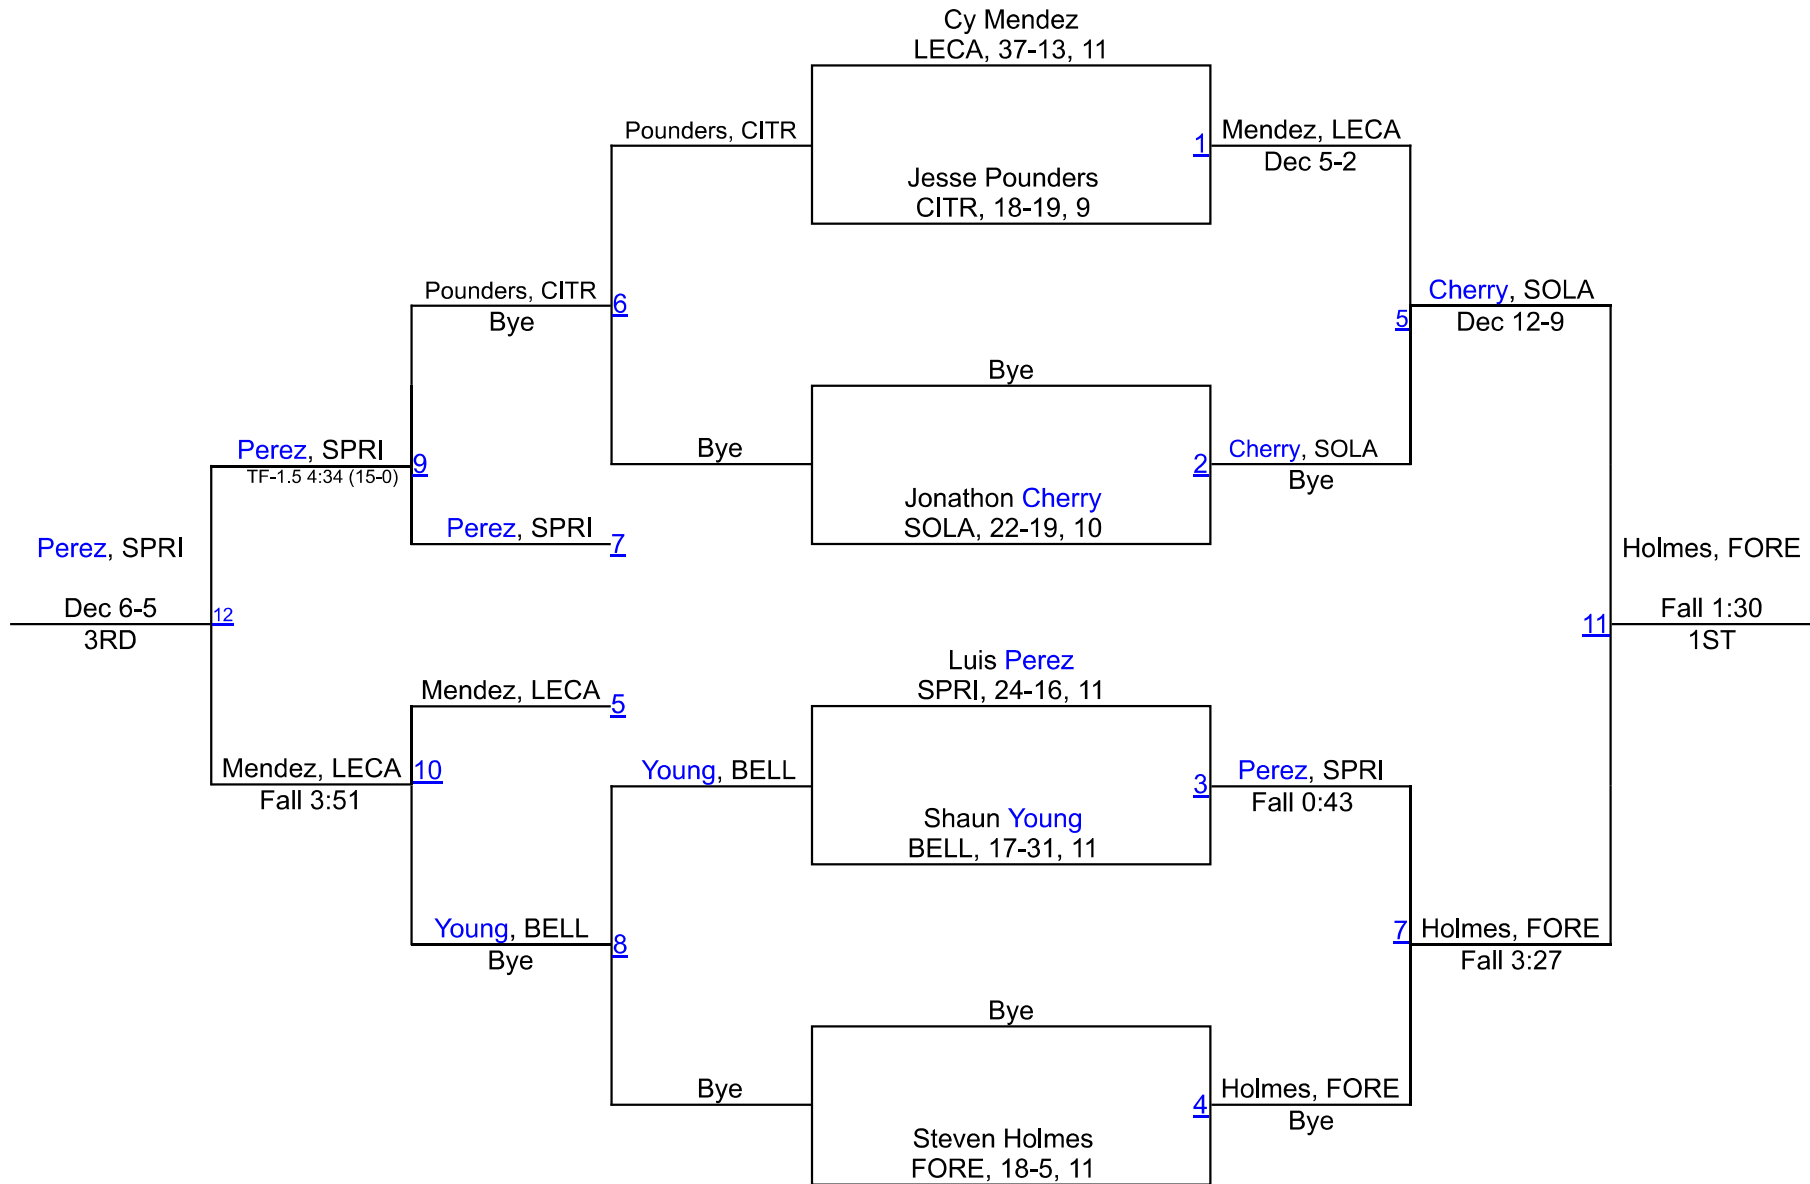 Cy Mendez
LECA, 37-13, 11
Pounders, CITR
1
Mendez, LECA
Dec 5-2
Jesse Pounders
CITR, 18-19, 9
Pounders, CITR
Bye
6
5
Cherry, SOLA
Dec 12-9
Bye
Perez, SPRI
TF-1.5 4:34 (15-0)
9
Bye
2
Cherry, SOLA
Bye
Jonathon Cherry
SOLA, 22-19, 10
Perez, SPRI
7
Perez, SPRI
Dec 6-5
3RD
12
Holmes, FORE
Fall 1:30
1ST
11
Luis Perez
SPRI, 24-16, 11
Mendez, LECA
5
Mendez, LECA
Fall 3:51
10
Young, BELL
3
Perez, SPRI
Fall 0:43
Shaun Young
BELL, 17-31, 11
Young, BELL
Bye
8
7
Holmes, FORE
Fall 3:27
Bye
Bye
4
Holmes, FORE
Bye
Steven Holmes
FORE, 18-5, 11